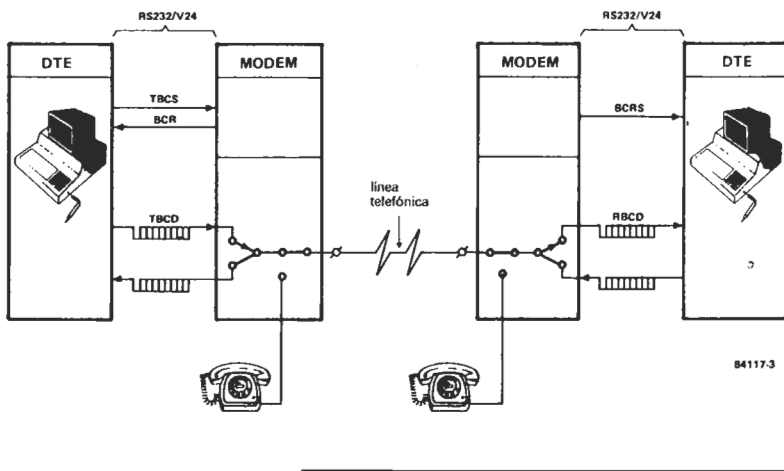 RS232/V24
RS232/V24
DTE
MODEM
MODEM
DTE
TBCS
BCR
BCRS
línea
telefónica
TBCD
RBCD
84117-3